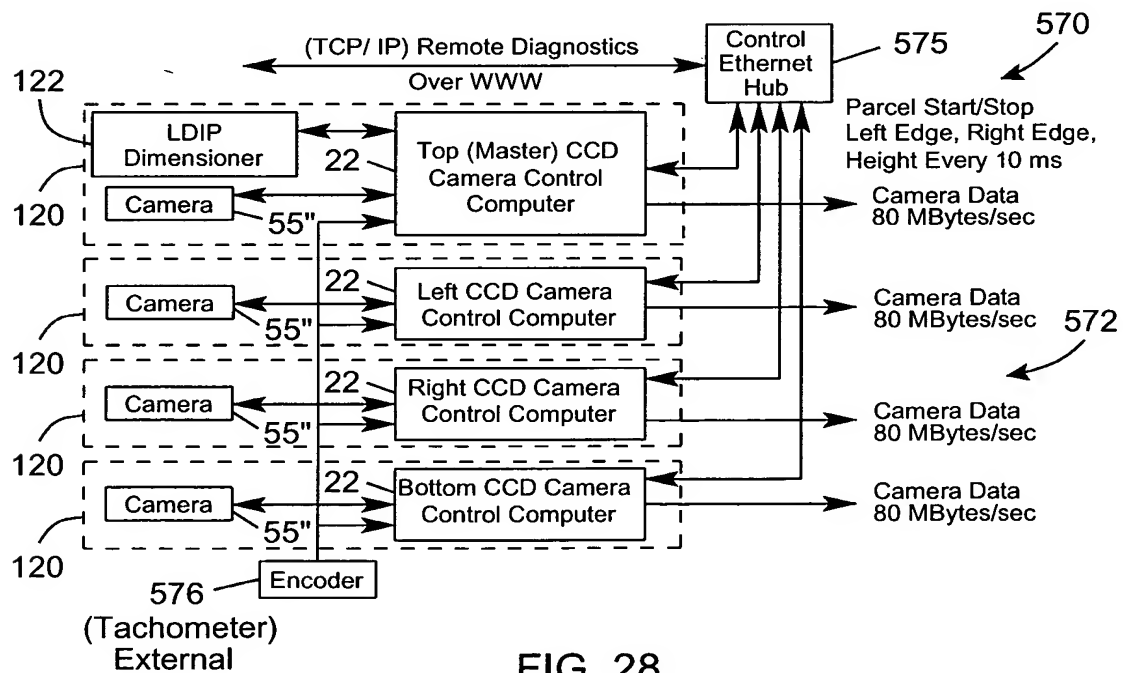 (TCP/ IP) Remote Diagnostics
Over WWW
Control
Ethernet
Hub
575
570
122
LDIP
Dimensioner
22
Top (Master) CCD
Camera Control
Computer
Parcel Start/Stop
Left Edge, Right Edge,
Height Every 10 ms
120
Camera
55"
Camera Data
80 MBytes/sec
22
Camera
55"
Left CCD Camera
Control Computer
Camera Data
80 MBytes/sec
120
572
22
Camera
55"
Right CCD Camera
Control Computer
Camera Data
80 MBytes/sec
120
22
Camera
55"
Bottom CCD Camera
Control Computer
Camera Data
80 MBytes/sec
120
576
Encoder
(Tachometer)
External
FIG. 28